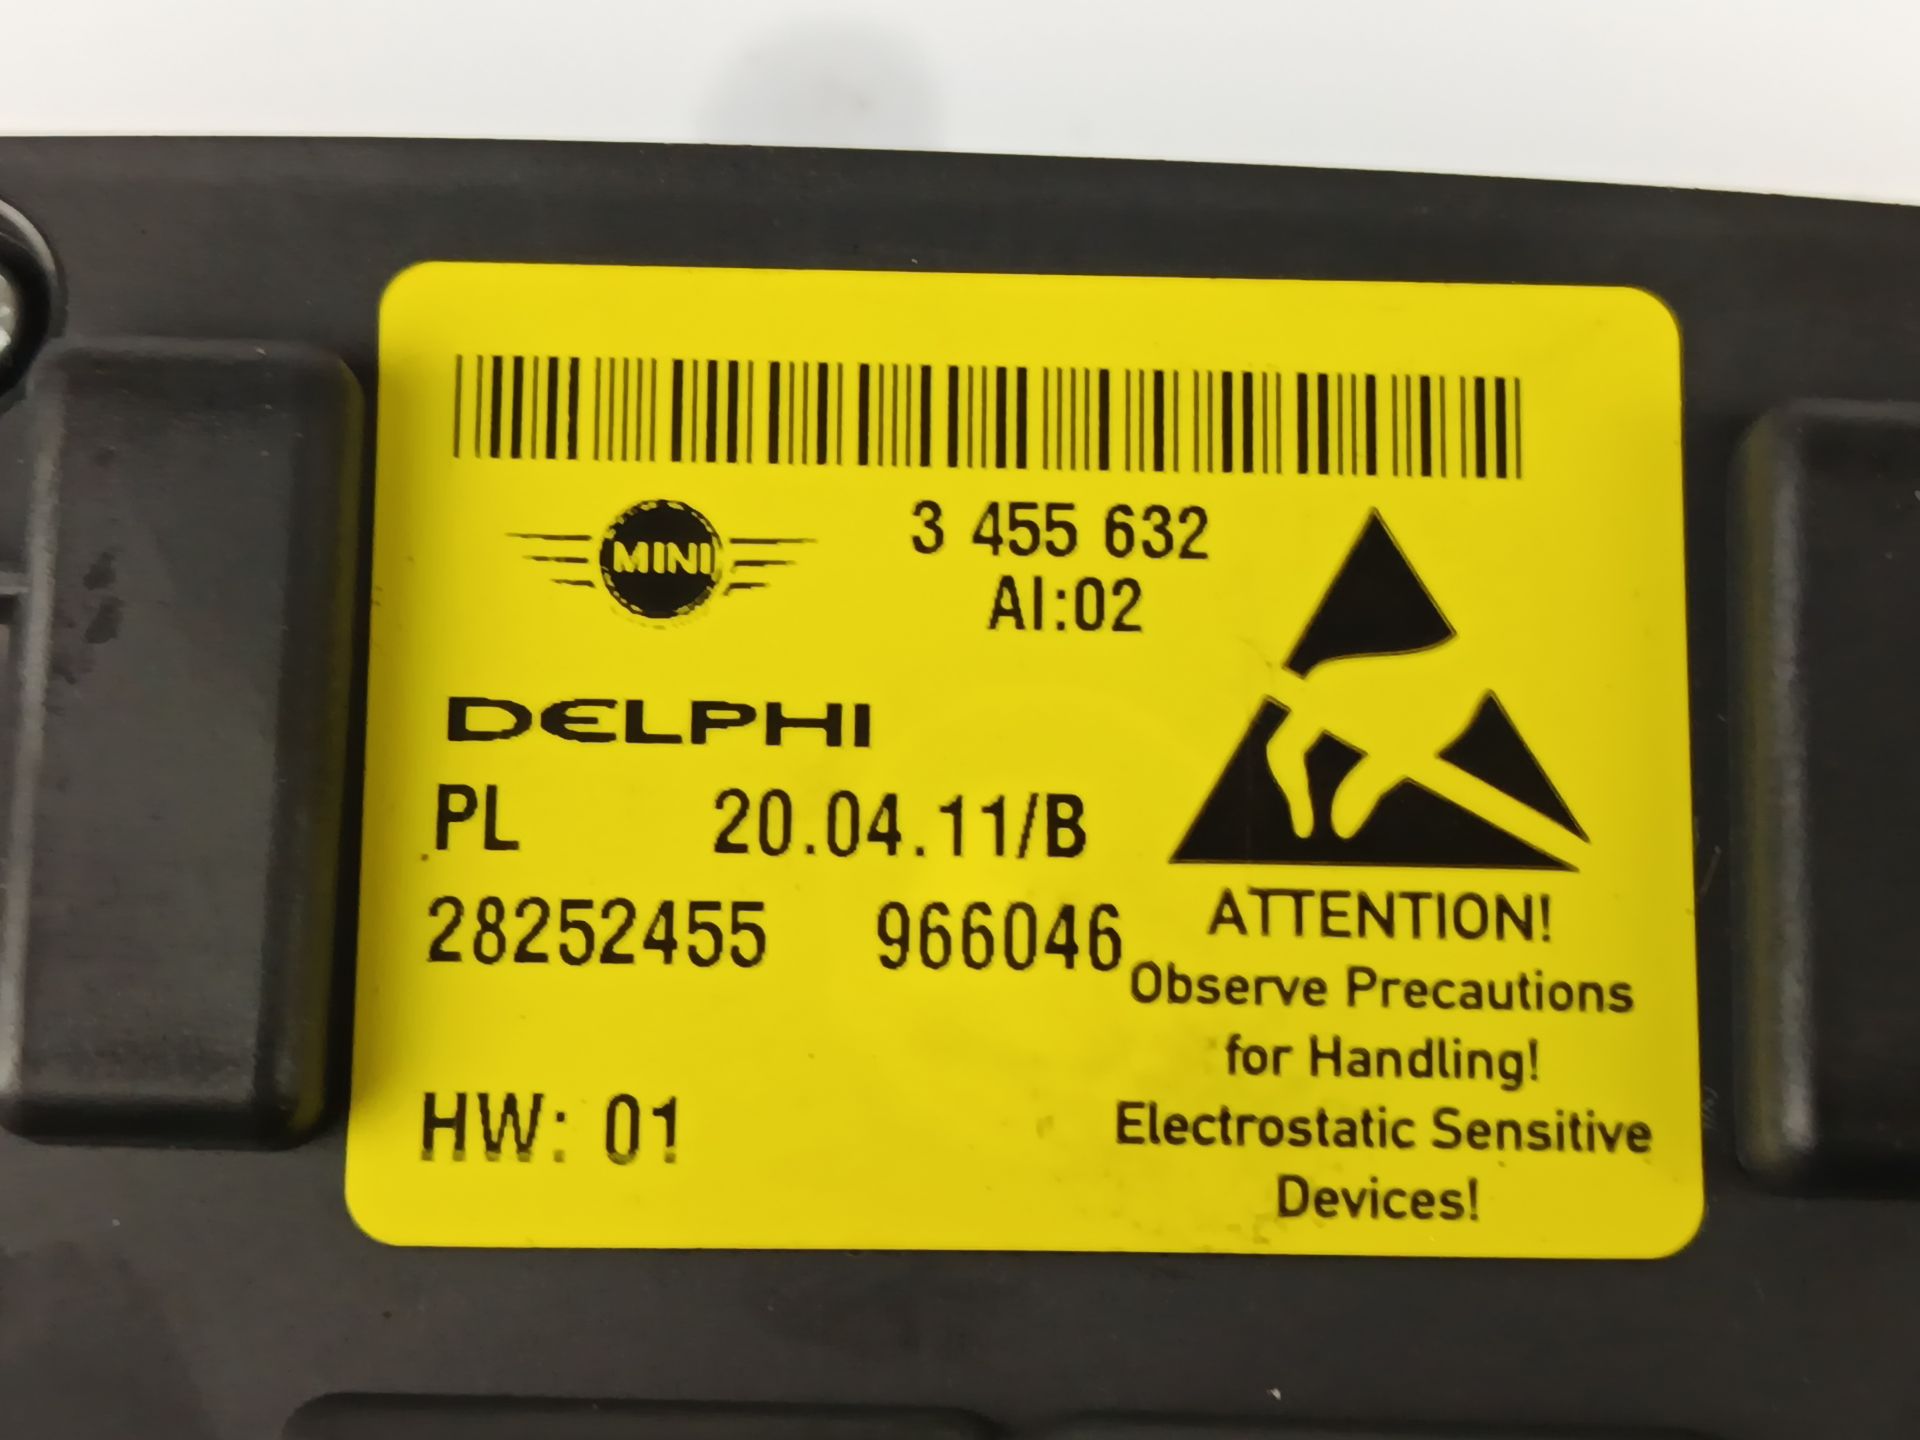 MINI
3 455 632
AI:02
DELPHI
PL 20.04.11/B
28252455 966046
HW: 01
ATTENTION!
Observe Precautions
for Handling!
Electrostatic Sensitive
Devices!